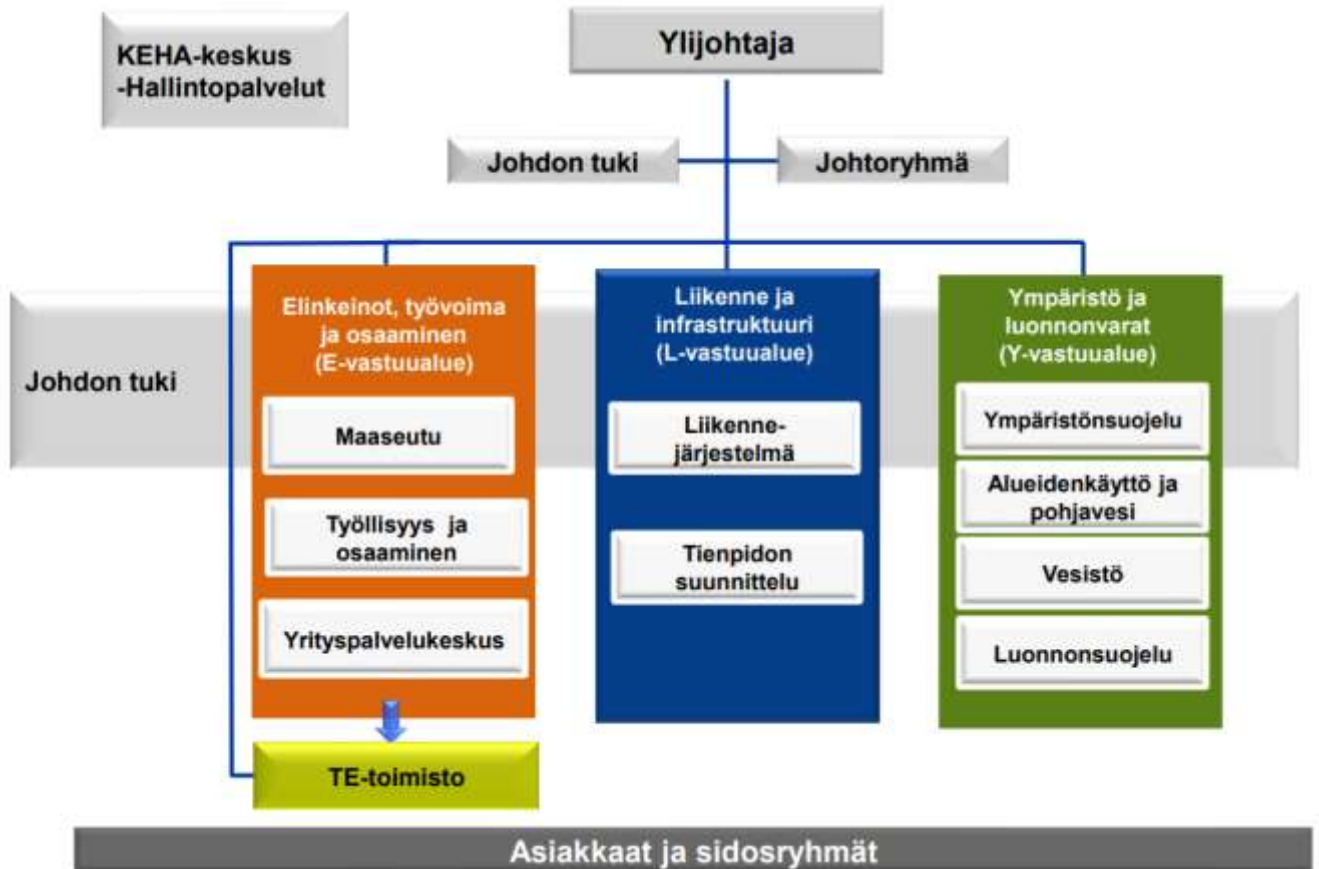 KEHA-keskus
-Hallintopalvelut
Ylijohtaja
Johdon tuki
Johtoryhmä
Johdon tuki
Elinkeinot, työvoima
ja osaaminen
(E-vastuualue)
Maaseutu
Työllisyys ja
osaaminen
Yrityspalvelukeskus
TE-toimisto
Liikenne ja
infrastruktuuri
(L-vastuualue)
Liikenne-
järjestelmä
Tienpidon
suunnittelu
Ympäristö ja
luonnonvarat
(Y-vastuualue)
Ympäristönsuojelu
Alueidenkäyttö ja
pohjavesi
Vesistö
Luonnonsuojelu
Asiakkaat ja sidosryhmät